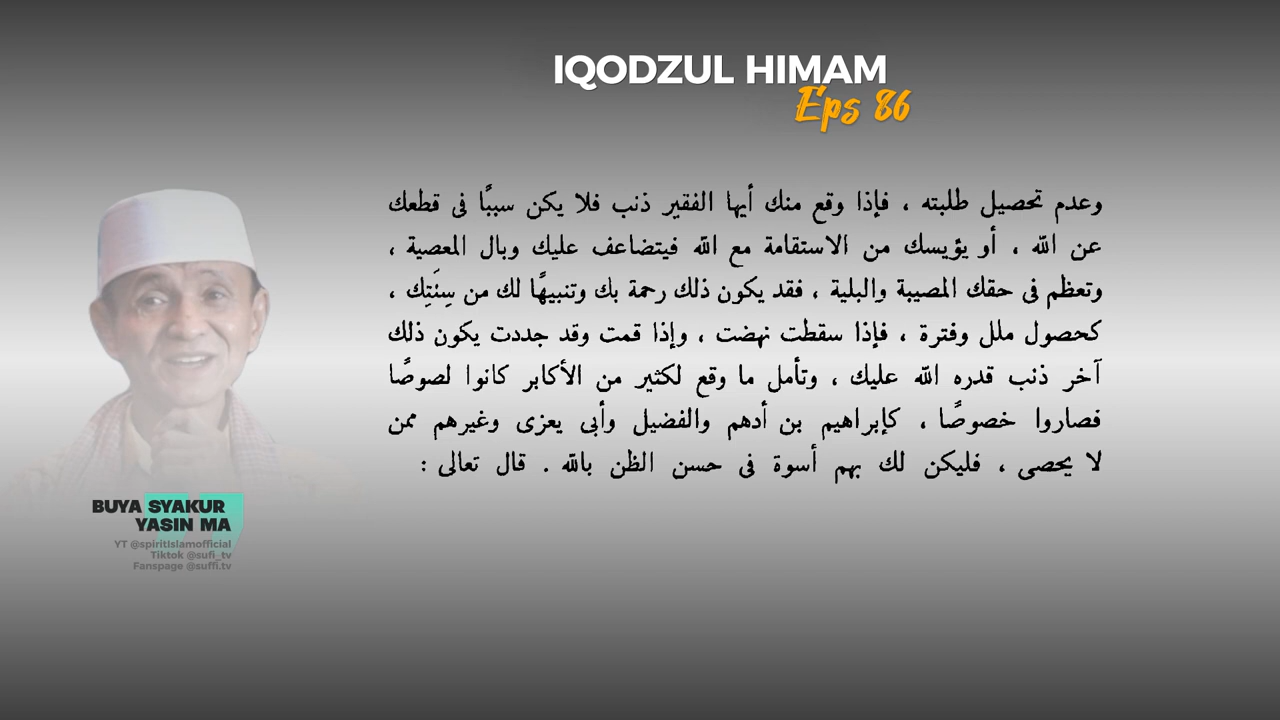 IQODZUL HIMAM
Eps 86
وعدم تحصيل طلبته ، فإذا وقع منك أيها الفقير ذنب فلا يكن سببًّا فى قطعك
عن الله ، أو يؤيسك من الاستقامة مع الله فيتضاعف عليك وبال المعصية ،
وتعظم فى حقك المصيبة والبلية ، فقد يكون ذلك رحمة بك وتنبيهًا لك من سِنَتِك ،
كحصول ملل وفترة ، فإذا سقطت نهضت ، وإذا قمت وقد جددت يكون ذلك
آخر ذنب قدره الله عليك ، وتأمل ما وقع لكثير من الأكابر كانوا لصوصًا
فصاروا خصوصًا ، كإبراهيم بن أدهم والفضيل وأبى يعزى وغيرهم ممن
لا يحصى ، فليكن لك بهم أسوة فى حسن الظن بالله . قال تعالى :
BUYA SYAKUR
YASIN MA
YT @spiritIslamofficial
Tiktok @sufi_tv
Fanspage @suffi.tv